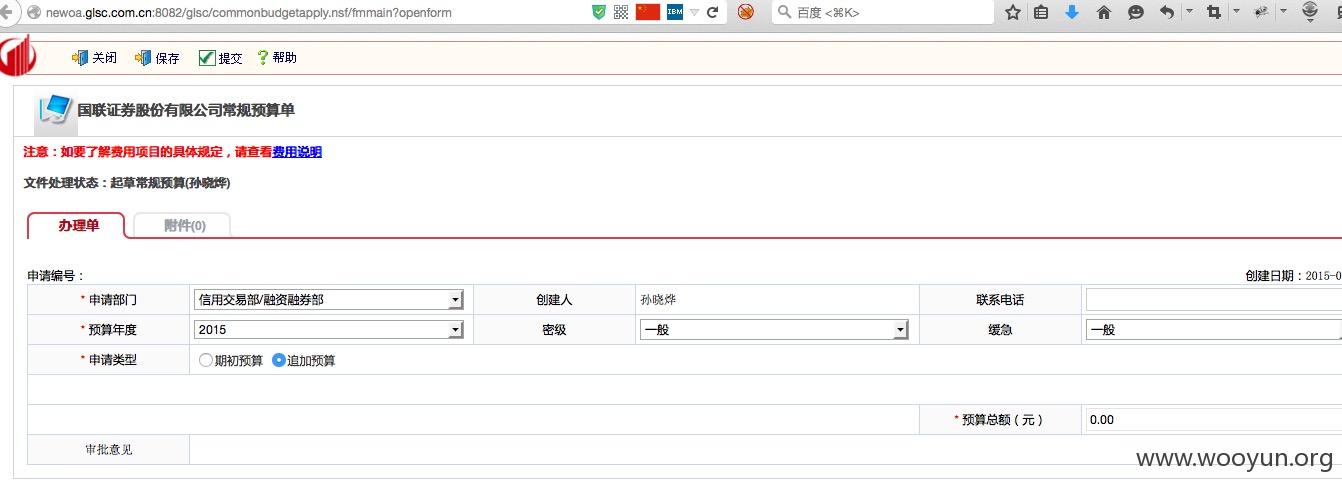 newoa.glsc.com.cn:8082/glsc/commonbudgetapply.nsf/fmmain?openform IBM 百度 <⌘K>
关闭 保存 提交 帮助
国联证券股份有限公司常规预算单
注意：如要了解费用项目的具体规定，请查看费用说明
文件处理状态：起草常规预算(孙晓烨)
办理单 附件(0)
申请编号： 创建日期：2015-0
* 申请部门 信用交易部/融资融券部 创建人 孙晓烨 联系电话
* 预算年度 2015 密级 一般 缓急 一般
* 申请类型 期初预算 追加预算
* 预算总额（元） 0.00
审批意见
www.wooyun.org